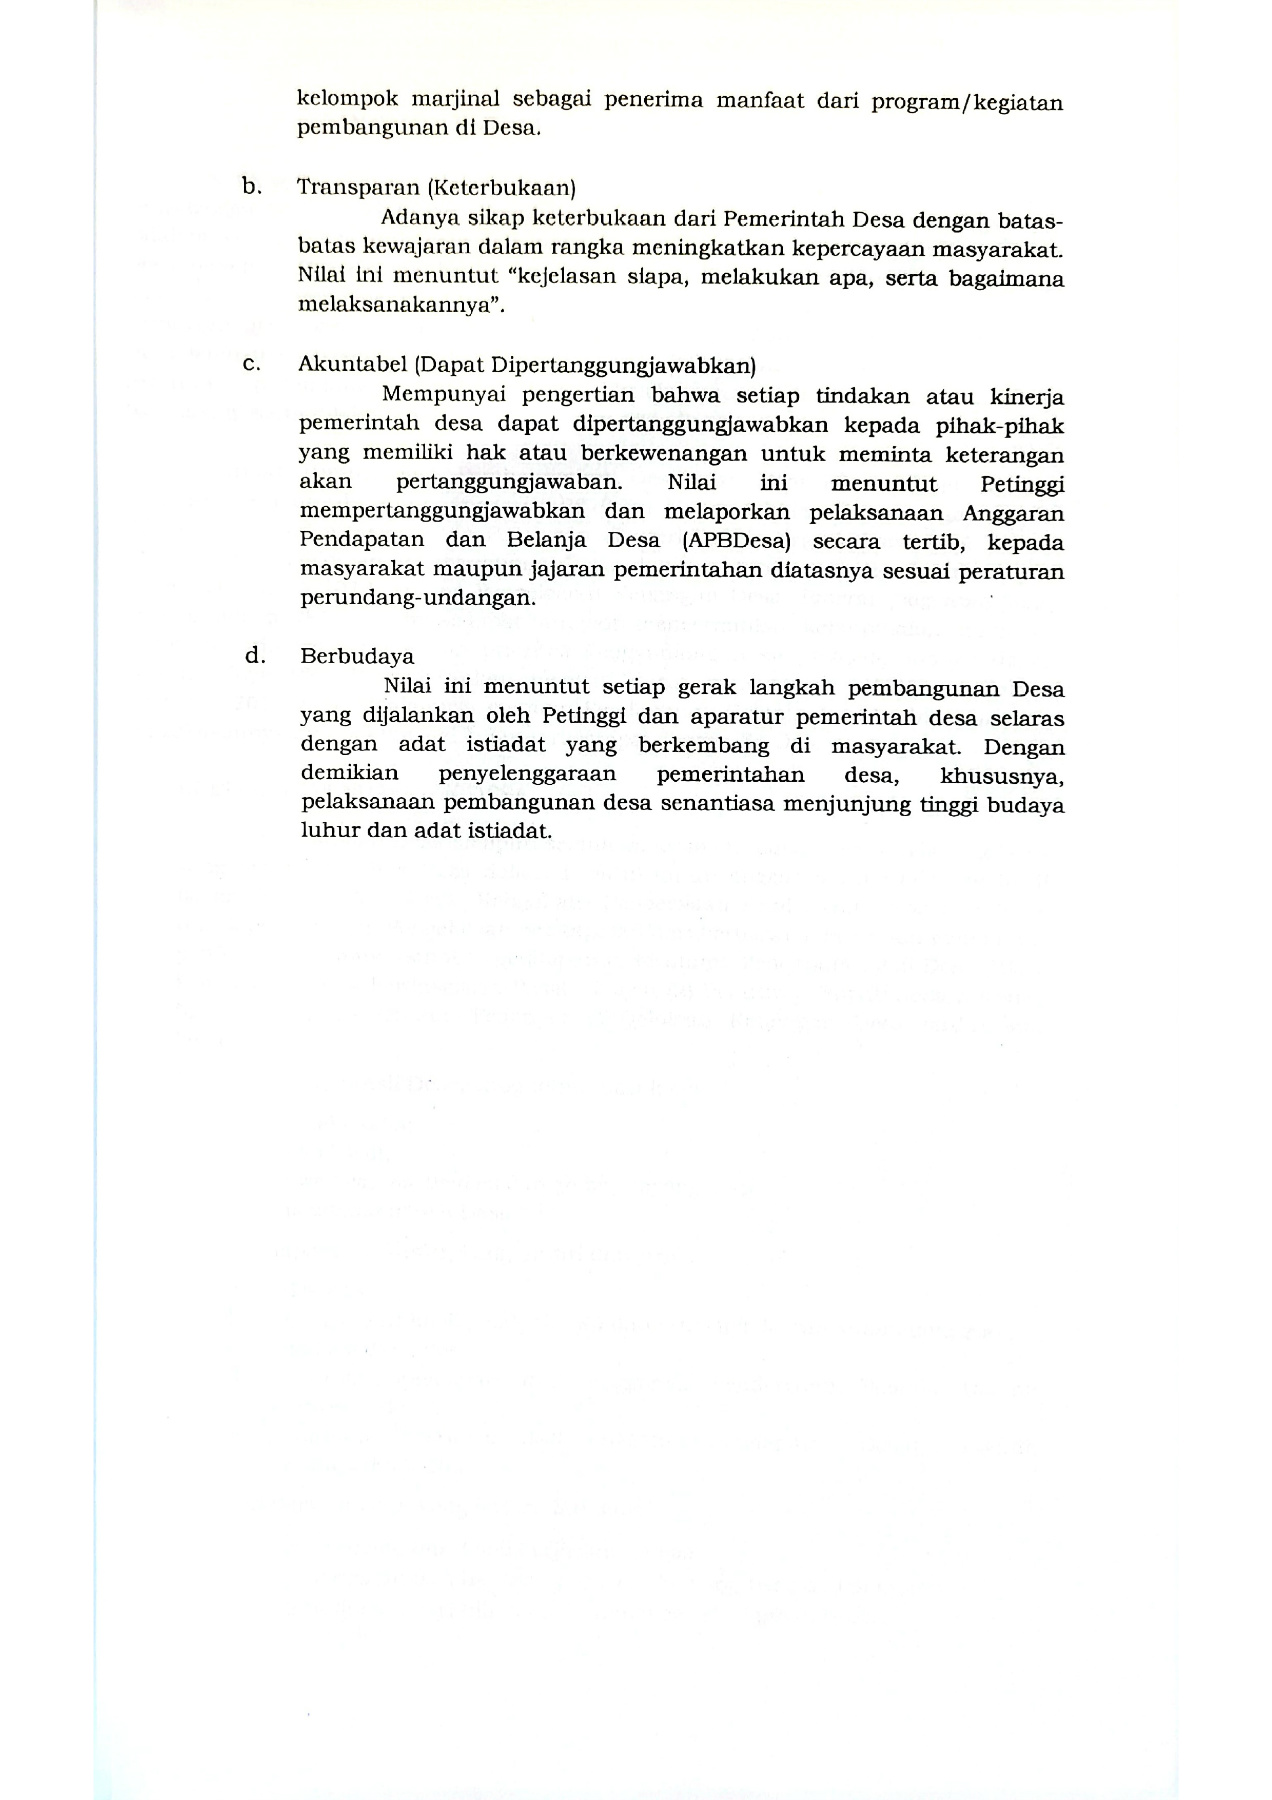 kelompok marjinal sebagai penerima manfaat dari program/kegiatan
pembangunan di Desa.
b. Transparan (Keterbukaan)
Adanya sikap keterbukaan dari Pemerintah Desa dengan batas-
batas kewajaran dalam rangka meningkatkan kepercayaan masyarakat.
Nilai ini menuntut “kejelasan siapa, melakukan apa, serta bagaimana
melaksanakannya”.
c. Akuntabel (Dapat Dipertanggungjawabkan)
Mempunyai pengertian bahwa setiap tindakan atau kinerja
pemerintah desa dapat dipertanggungjawabkan kepada pihak-pihak
yang memiliki hak atau berkewenangan untuk meminta keterangan
akan pertanggungjawaban. Nilai ini menuntut Petinggi
mempertanggungjawabkan dan melaporkan pelaksanaan Anggaran
Pendapatan dan Belanja Desa (APBDesa) secara tertib, kepada
masyarakat maupun jajaran pemerintahan diatasnya sesuai peraturan
perundang-undangan.
d. Berbudaya
Nilai ini menuntut setiap gerak langkah pembangunan Desa
yang dijalankan oleh Petinggi dan aparatur pemerintah desa selaras
dengan adat istiadat yang berkembang di masyarakat. Dengan
demikian penyelenggaraan pemerintahan desa, khususnya,
pelaksanaan pembangunan desa senantiasa menjunjung tinggi budaya
luhur dan adat istiadat.